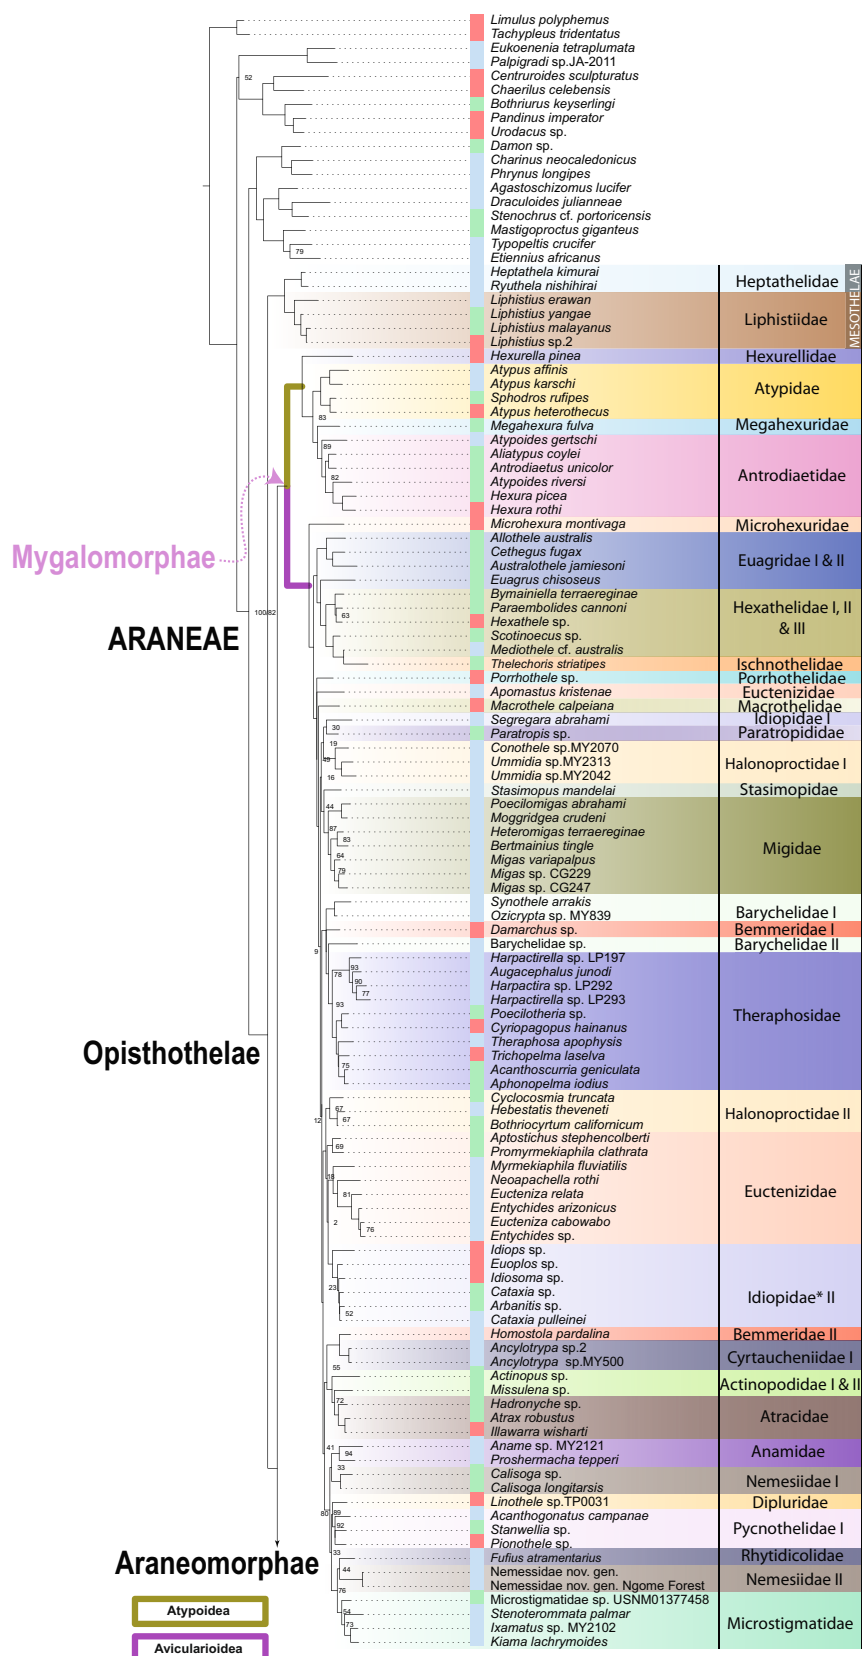 Limulus polyphemus
Tachypleus tridentatus
Eukoenenia tetraplumata
Palpigradi sp.JA-2011
52
Centruroides sculpturatus
Chaerilus celebensis
Bothriurus keyserlingi
Pandinus imperator
Urodacus sp.
Damon sp.
Charinus neocaledonicus
Phrynus longipes
Agastoschizomus lucifer
Draculoides julianneae
Stenochrus cf. portoricensis
Mastigoproctus giganteus
Typopeltis crucifer
79
Etiennius africanus
Heptathela kimurai
Ryuthela nishihirai
Heptathelidae
MESOTHELAE
Liphistius erawan
Liphistius yangae
Liphistius malayanus
Liphistius sp.2
Liphistiidae
Hexurella pinea
Hexurellidae
Atypus affinis
Atypus karschi
Sphodros rufipes
Atypus heterothecus
Atypidae
83
Megahexura fulva
Megahexuridae
Atypoides gertschi
89
Aliatypus coylei
Antrodiaetus unicolor
82
Atypoides riversi
Hexura picea
Hexura rothi
Antrodiaetidae
Microhexura montivaga
Microhexuridae
Mygalomorphae
Allothele australis
Cethegus fugax
Australothele jamiesoni
Euagrus chisoseus
Euagridae I & II
100/82
ARANEAE
Bymainiella terraereginae
Paraembolides cannoni
63
Hexathele sp.
Scotinoecus sp.
Mediothele cf. australis
Hexathelidae I, II
& III
Thelechoris striatipes
Ischnothelidae
Porrhothele sp.
Porrhothelidae
Apomastus kristenae
Euctenizidae
Macrothele calpeiana
Macrothelidae
Segregara abrahami
Idiopidae I
30
Paratropis sp.
Paratropididae
19
Conothele sp.MY2070
49
Ummidia sp.MY2313
16
Ummidia sp.MY2042
Halonoproctidae I
Stasimopus mandelai
Stasimopidae
Poecilomigas abrahami
44
Moggridgea crudeni
87
Heteromigas terraereginae
83
Bertmainius tingle
64
Migas variapalpus
79
Migas sp. CG229
Migas sp. CG247
Migidae
Synothele arrakis
Ozicrypta sp. MY839
Barychelidae I
Damarchus sp.
Bemmeridae I
Barychelidae sp.
Barychelidae II
9
Harpactirella sp. LP197
78
93
Augacephalus junodi
90
Harpactira sp. LP292
77
Harpactirella sp. LP293
93
Poecilotheria sp.
Cyriopagopus hainanus
Theraphosa apophysis
Trichopelma laselva
75
Acanthoscurria geniculata
Aphonopelma iodius
Theraphosidae
Opisthothelae
Cyclocosmia truncata
67
Hebestatis theveneti
12
67
Bothriocyrtum californicum
Halonoproctidae II
Aptostichus stephencolberti
69
Promyrmekiaphila clathrata
Myrmekiaphila fluviatilis
18
Neoapachella rothi
81
Eucteniza relata
Entychides arizonicus
2
76
Eucteniza cabowabo
Entychides sp.
Euctenizidae
Idiops sp.
Euoplos sp.
Idiosoma sp.
23
Cataxia sp.
Arbanitis sp.
52
Cataxia pulleinei
Idiopidae* II
Homostola pardalina
Bemmeridae II
Ancylotrypa sp.2
55
Ancylotrypa sp.MY500
Cyrtaucheniidae I
Actinopus sp.
Missulena sp.
Actinopodidae I & II
72
Hadronyche sp.
Atrax robustus
Illawarra wisharti
Atracidae
41
Aname sp. MY2121
94
Proshermacha tepperi
Anamidae
33
Calisoga sp.
Calisoga longitarsis
Nemesiidae I
Linothele sp.TP0031
Dipluridae
80
89
Acanthogonatus campanae
92
Stanwellia sp.
Pionothele sp.
Pycnothelidae I
33
Araneomorphae
Fufius atramentarius
Rhytidicolidae
44
Nemessidae nov. gen.
Nemessidae nov. gen. Ngome Forest
Nemesiidae II
76
Microstigmatidae sp. USNM01377458
54
Stenoterommata palmar
73
Ixamatus sp. MY2102
Kiama lachrymoides
Microstigmatidae
Atypoidea
Avicularioidea